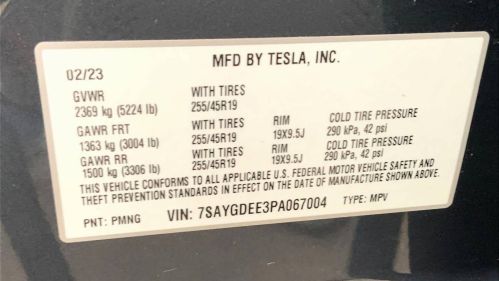 MFD BY TESLA, INC.
02/23
GVWR WITH TIRES
2369 kg (5224 lb) 255/45R19
GAWR FRT WITH TIRES RIM COLD TIRE PRESSURE
1363 kg (3004 lb) 255/45R19 19X9.5J 290 kPa, 42 psi
GAWR RR WITH TIRES RIM COLD TIRE PRESSURE
1500 kg (3306 lb) 255/45R19 19X9.5J 290 kPa, 42 psi
THIS VEHICLE CONFORMS TO ALL APPLICABLE U.S. FEDERAL MOTOR VEHICLE SAFETY AND
THEFT PREVENTION STANDARDS IN EFFECT ON THE DATE OF MANUFACTURE SHOWN ABOVE.
PNT: PMNG VIN: 7SAYGDEE3PA067004 TYPE: MPV